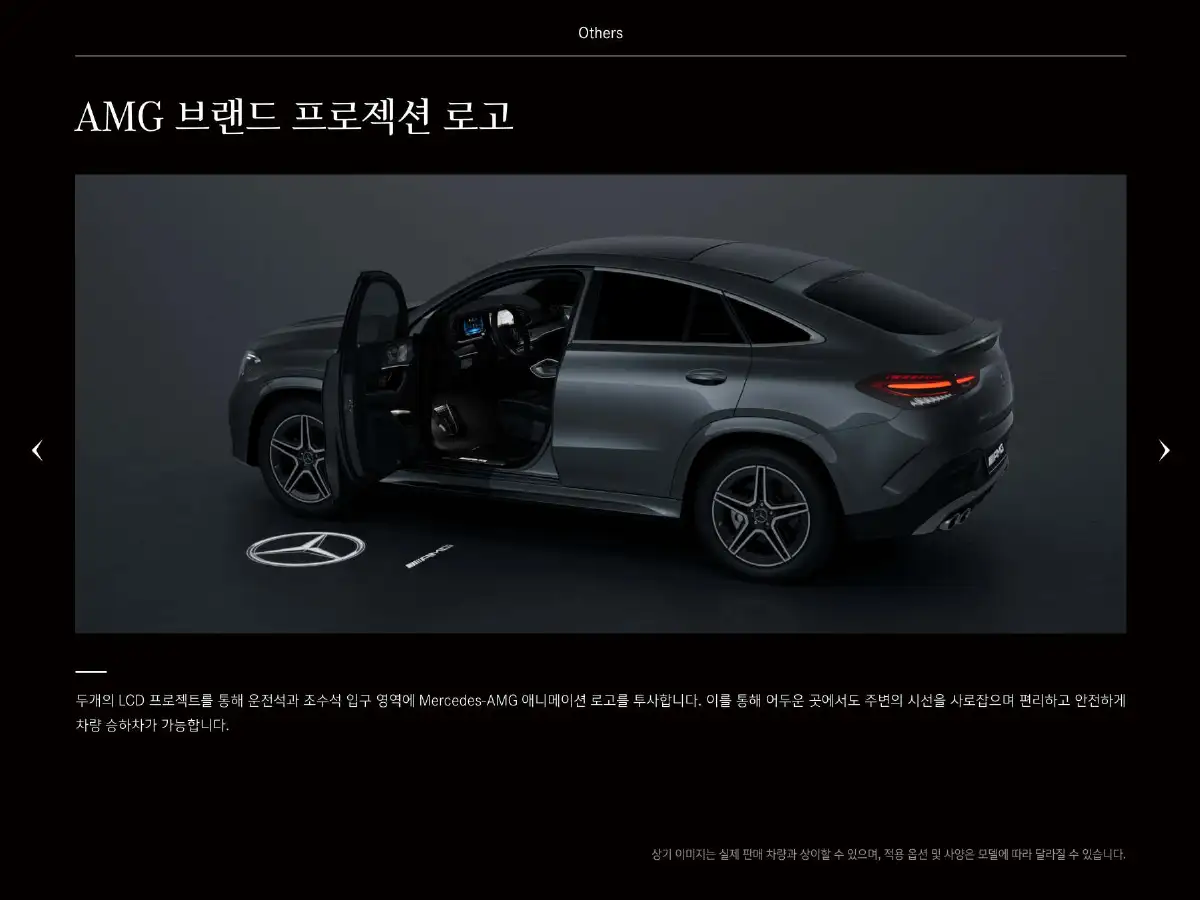 Others
AMG 브랜드 프로젝션 로고
AMG
AMG
두개의 LCD 프로젝트를 통해 운전석과 조수석 입구 영역에 Mercedes-AMG 애니메이션 로고를 투사합니다. 이를 통해 어두운 곳에서도 주변의 시선을 사로잡으며 편리하고 안전하게
차량 승하차가 가능합니다.
상기 이미지는 실제 판매 차량과 상이할 수 있으며, 적용 옵션 및 사양은 모델에 따라 달라질 수 있습니다.